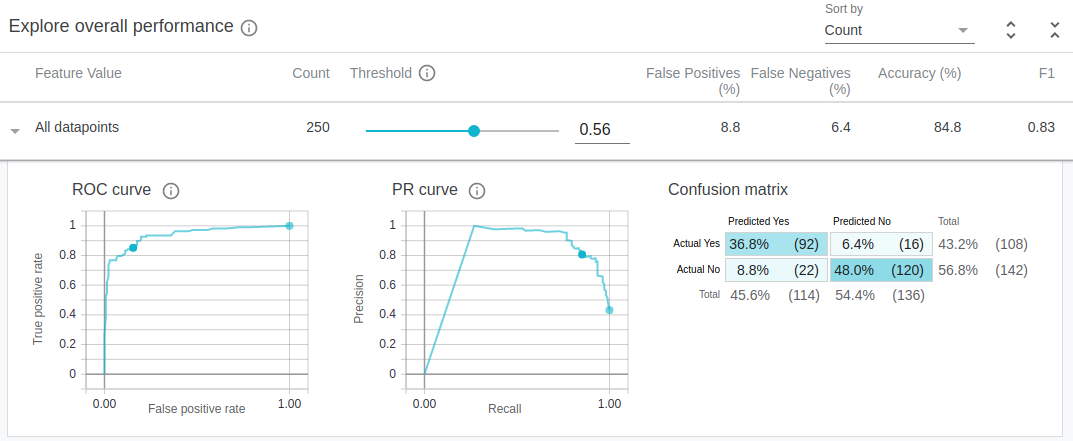 Explore overall performance
Sort by
Count
Feature Value Count Threshold False Positives (%) False Negatives (%) Accuracy (%) F1
All datapoints 250 0.56 8.8 6.4 84.8 0.83
ROC curve
True positive rate
1
0.8
0.6
0.4
0.2
0
0.00 1.00
False positive rate
PR curve
Precision
1
0.8
0.6
0.4
0.2
0
0.00 1.00
Recall
Confusion matrix
Predicted Yes Predicted No Total
Actual Yes 36.8% (92) 6.4% (16) 43.2% (108)
Actual No 8.8% (22) 48.0% (120) 56.8% (142)
Total 45.6% (114) 54.4% (136)